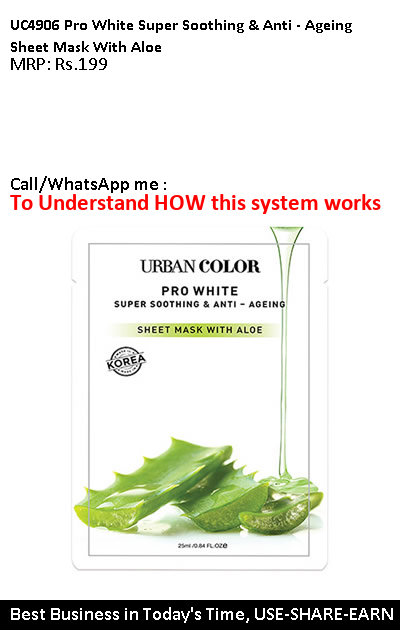 UC4906 Pro White Super Soothing & Anti - Ageing
Sheet Mask With Aloe
MRP: Rs.199
Call/WhatsApp me :
To Understand HOW this system works
URBAN COLOR
PRO WHITE
SUPER SOOTHING & ANTI – AGEING
SHEET MASK WITH ALOE
KOREA
25ml /0.84 FL.OZe
Best Business in Today's Time, USE-SHARE-EARN